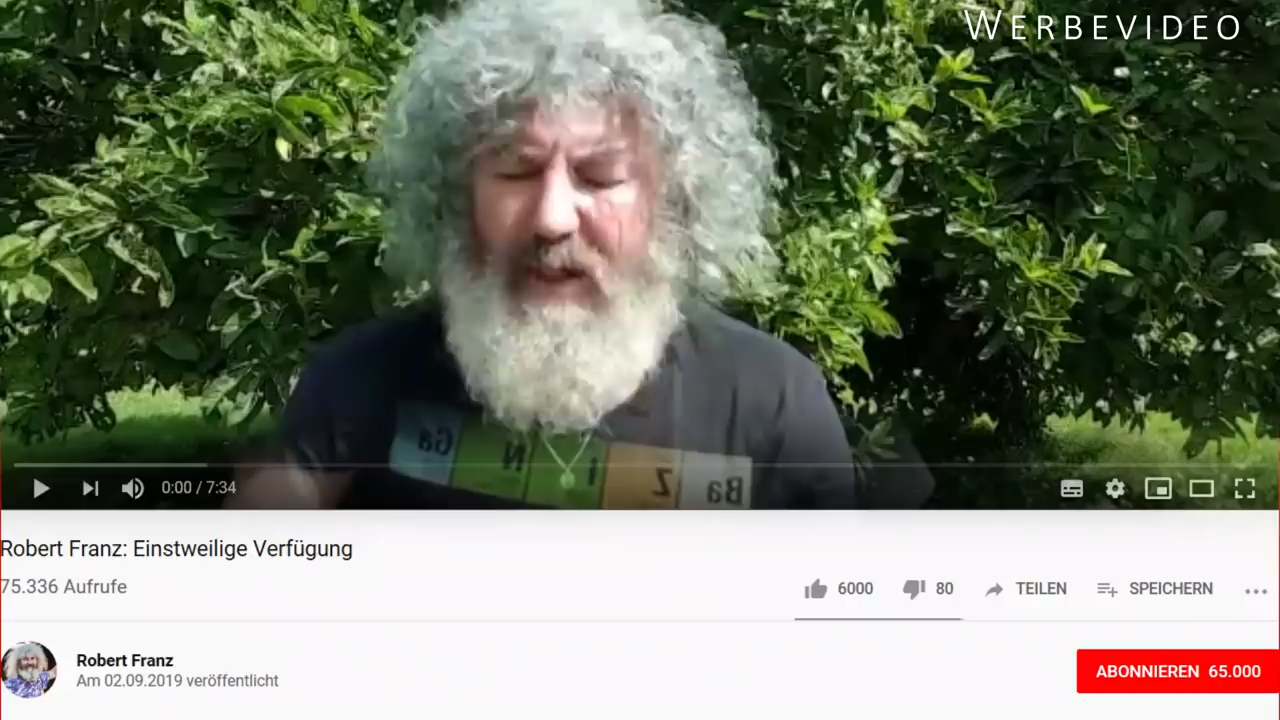 WERBEVIDEO
Ga N i Z Ba
0:00 / 7:34
Robert Franz: Einstweilige Verfügung
75.336 Aufrufe
6000 80 TEILEN SPEICHERN
Robert Franz
Am 02.09.2019 veröffentlicht
ABONNIEREN 65.000